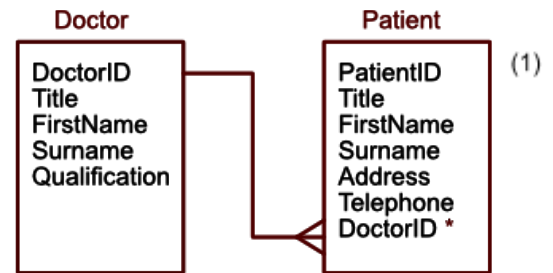 Doctor
DoctorID
Title
FirstName
Surname
Qualification
Patient
PatientID
Title
FirstName
Surname
Address
Telephone
DoctorID *
(1)